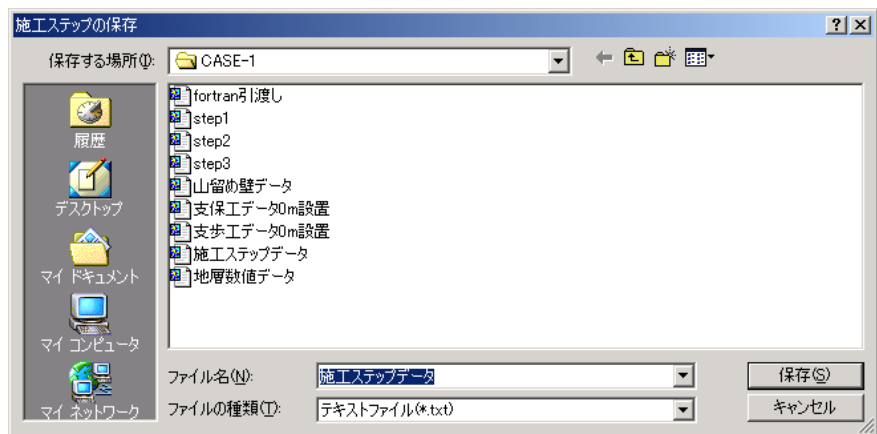 施工ステップの保存
保存する場所(I):
CASE-1
履歴
デスクトップ
マイ ドキュメント
マイ コンピュータ
マイ ネットワーク
fortran引渡し
step1
step2
step3
山留め壁データ
支保工データ0m設置
支歩工データ0m設置
施工ステップデータ
地層数値データ
ファイル名(N):
施工ステップデータ
保存(S)
ファイルの種類(T):
テキストファイル(*.txt)
キャンセル